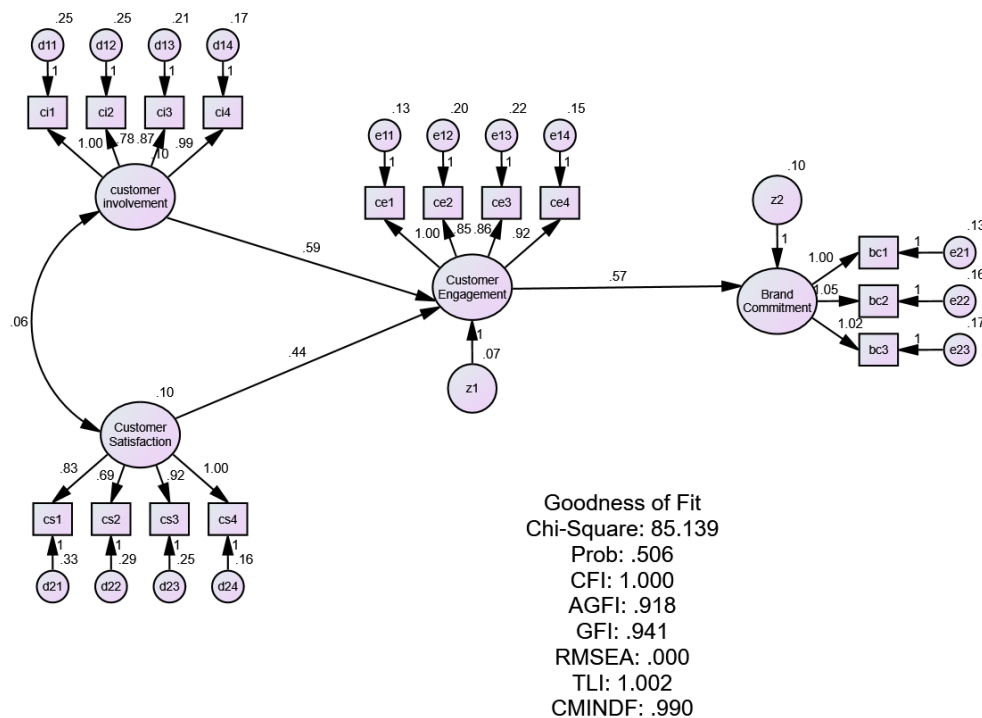 .25 .25 .21 .17
d11 d12 d13 d14
1 1 1 1
ci1 ci2 ci3 ci4
1.00 .78 .87 .10 .99
customer
involvement
.13 .20 .22 .15
e11 e12 e13 e14
1 1 1 1
ce1 ce2 ce3 ce4
1.00 .85 .86 .92
Customer
Engagement
.59
.06
.44
.57
1
.07
z1
.10
z2
1
Brand
Commitment
1.00 bc1 1 e21 .13
1.05 bc2 1 e22 .16
1.02 bc3 1 e23 .17
.10
Customer
Satisfaction
.83 .69 .92 1.00
cs1 cs2 cs3 cs4
1 1 1 1
.33 .29 .25 .16
d21 d22 d23 d24
Goodness of Fit
Chi-Square: 85.139
Prob: .506
CFI: 1.000
AGFI: .918
GFI: .941
RMSEA: .000
TLI: 1.002
CMINDF: .990